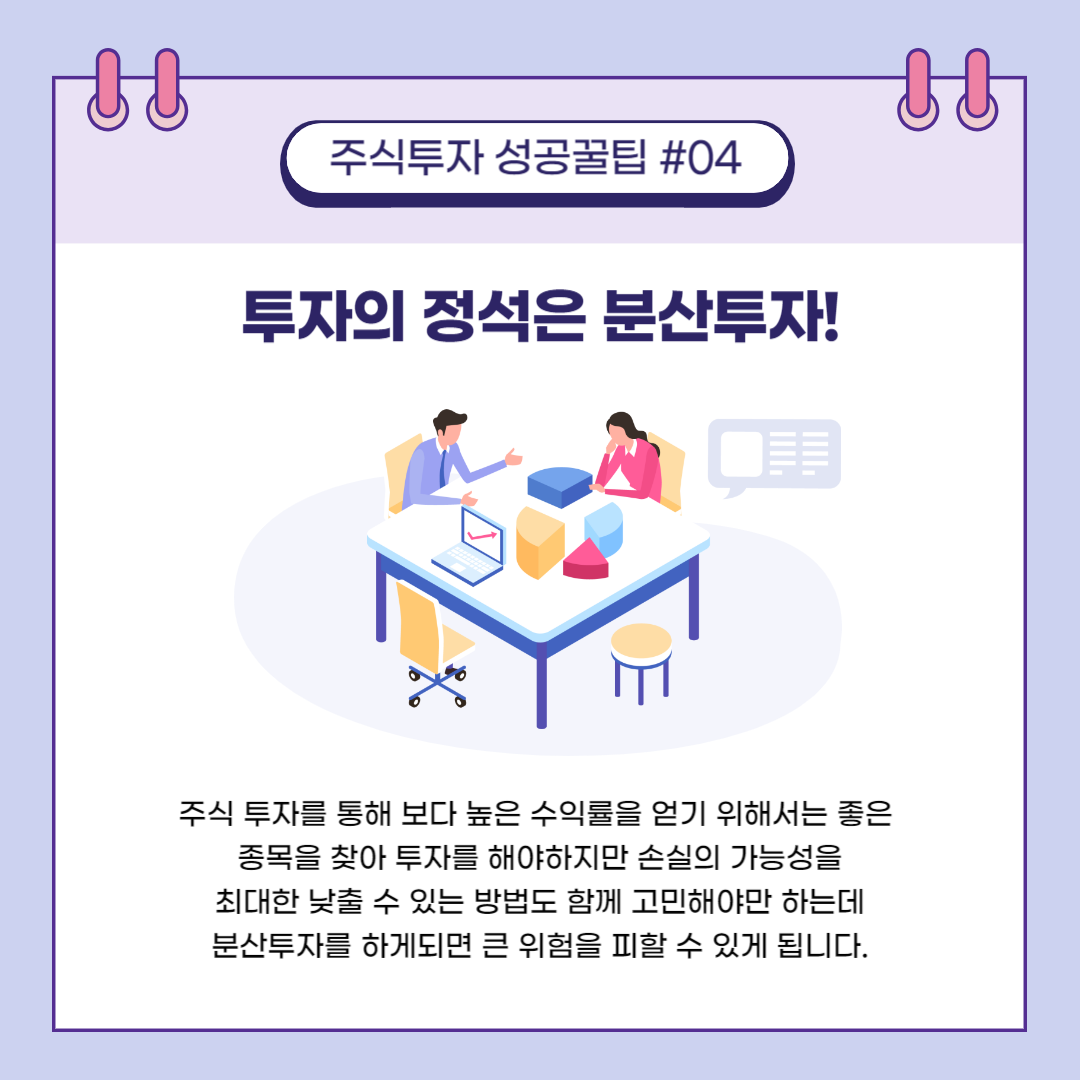 주식투자 성공꿀팁 #04
투자의 정석은 분산투자!
주식 투자를 통해 보다 높은 수익률을 얻기 위해서는 좋은
종목을 찾아 투자를 해야하지만 손실의 가능성을
최대한 낮출 수 있는 방법도 함께 고민해야만 하는데
분산투자를 하게되면 큰 위험을 피할 수 있게 됩니다.